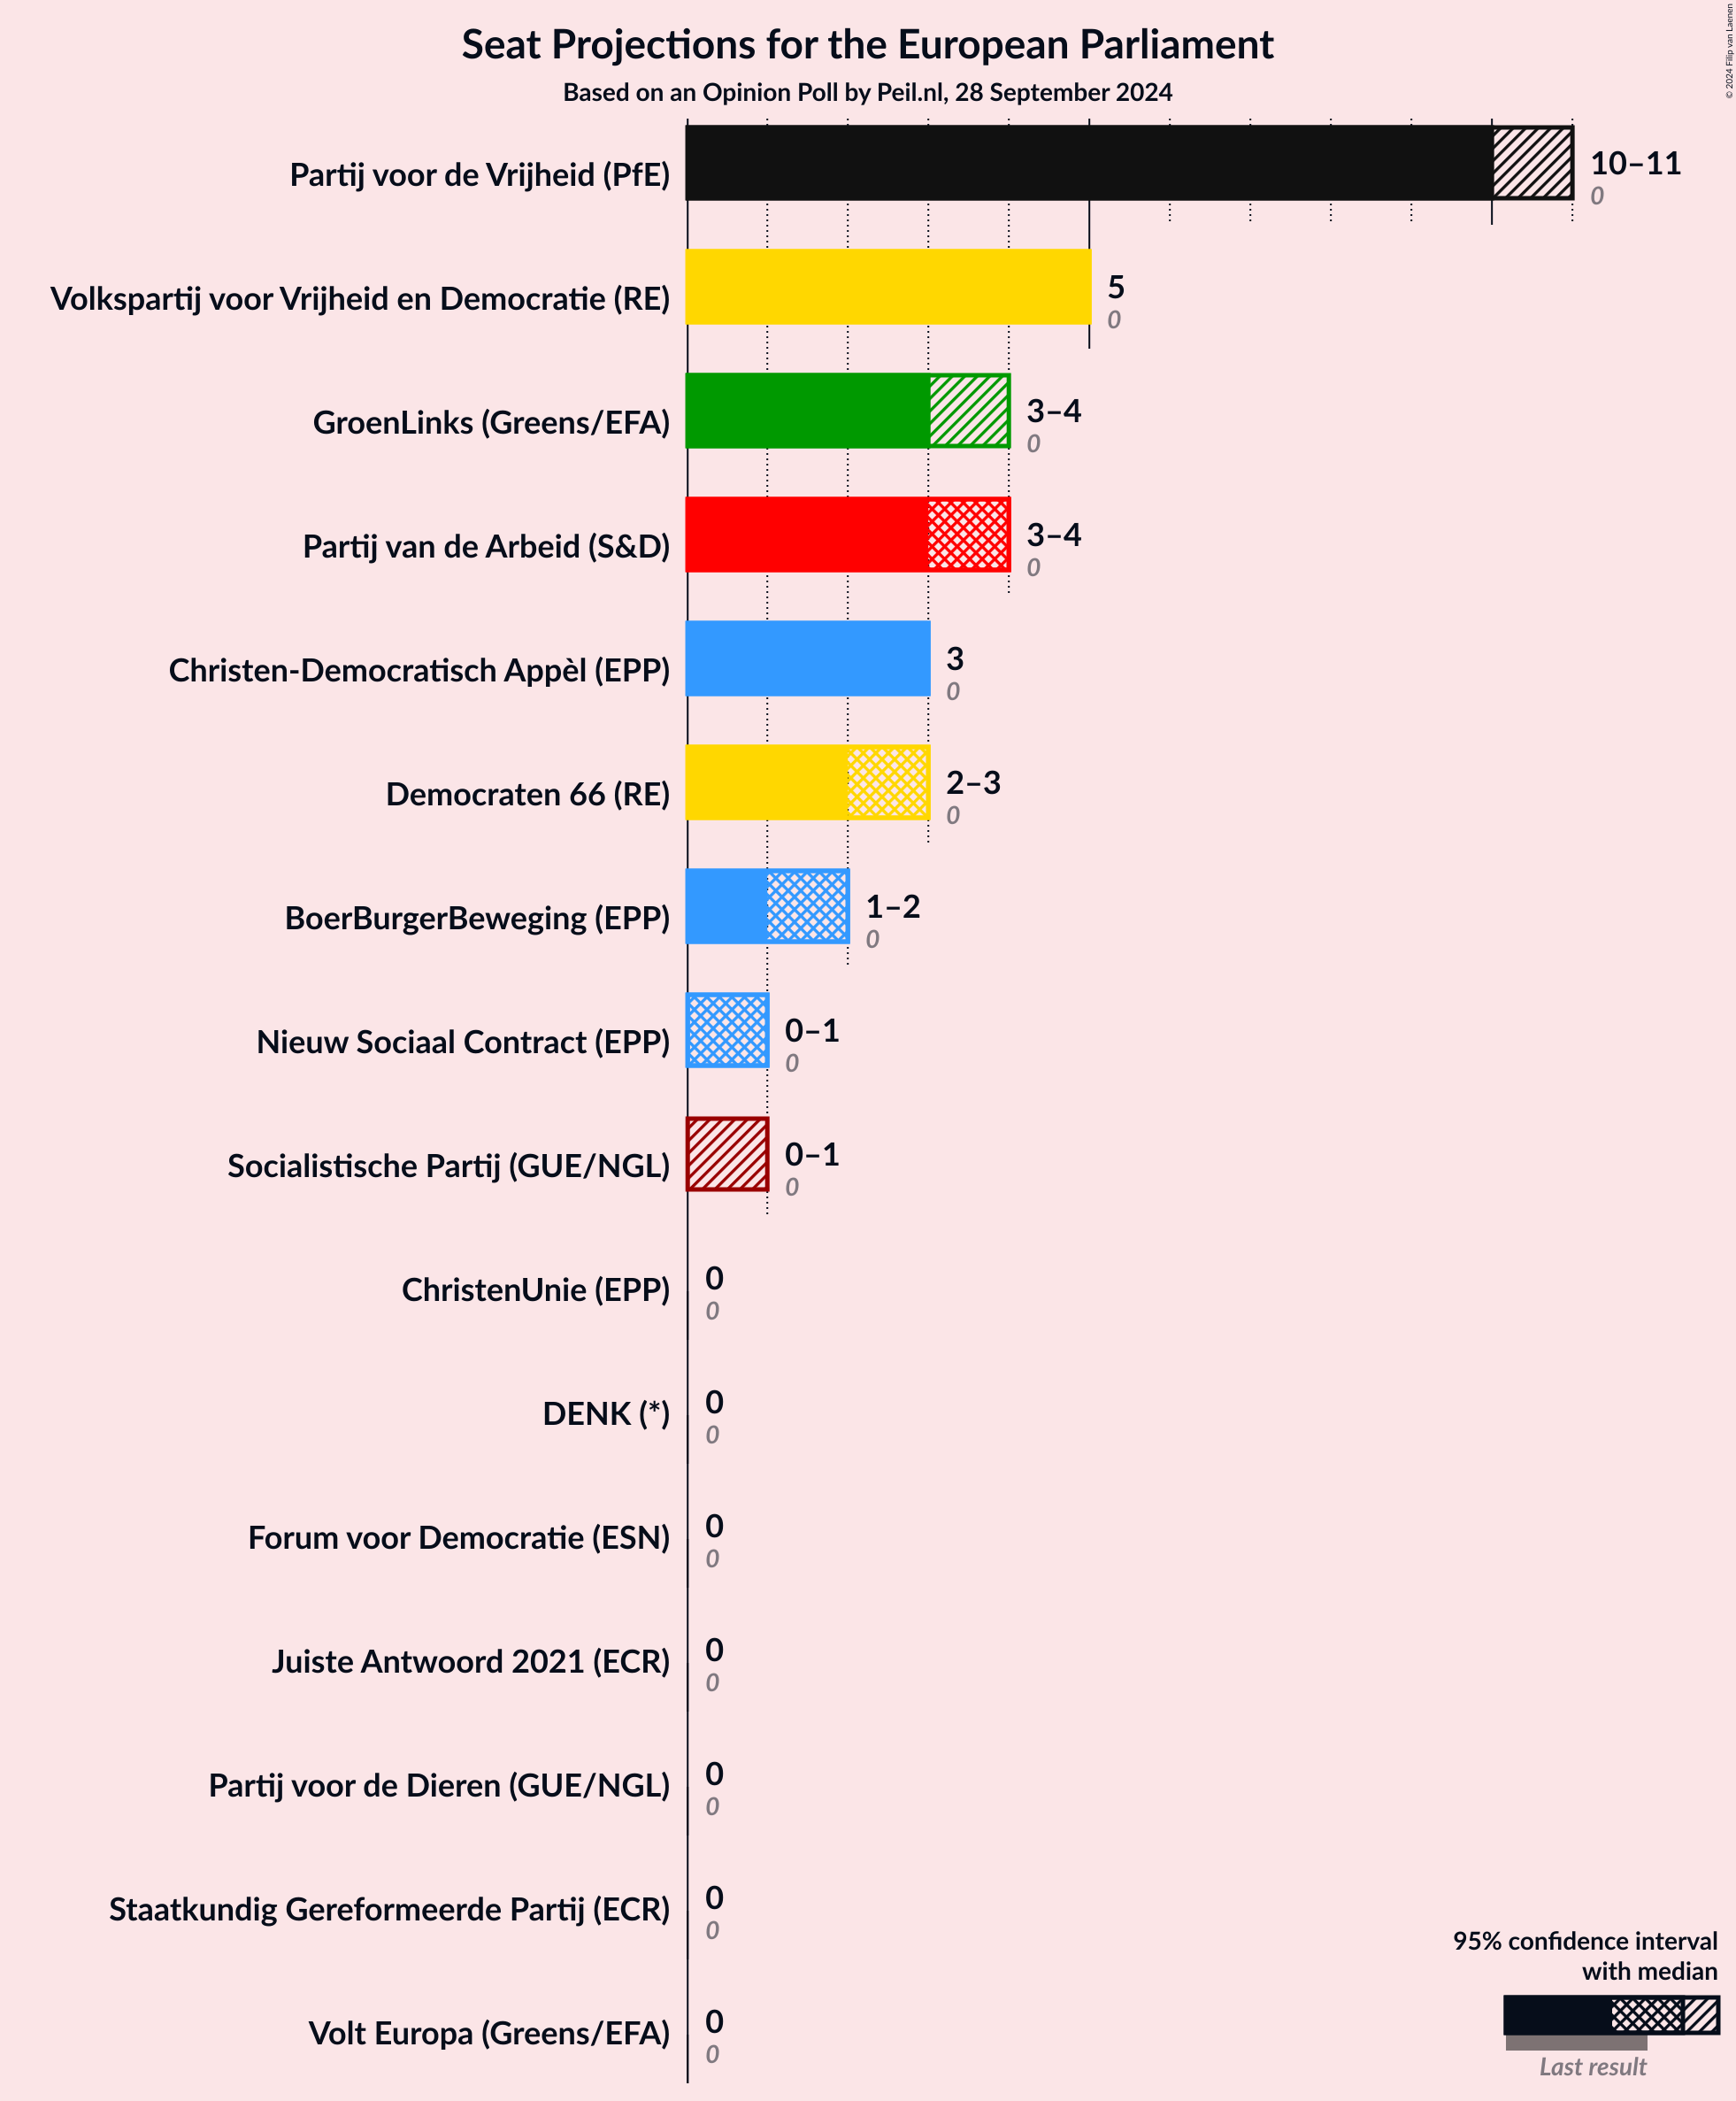 Seat Projections for the European Parliament
Based on an Opinion Poll by Peil.nl, 28 September 2024
© 2024 Filip van Laenen
Partij voor de Vrijheid (PfE)
10–11
0
Volkspartij voor Vrijheid en Democratie (RE)
5
0
GroenLinks (Greens/EFA)
3–4
0
Partij van de Arbeid (S&D)
3–4
0
Christen-Democratisch Appèl (EPP)
3
0
Democraten 66 (RE)
2–3
0
BoerBurgerBeweging (EPP)
1–2
0
Nieuw Sociaal Contract (EPP)
0–1
0
Socialistische Partij (GUE/NGL)
0–1
0
ChristenUnie (EPP)
0
0
DENK (*)
0
0
Forum voor Democratie (ESN)
0
0
Juiste Antwoord 2021 (ECR)
0
0
Partij voor de Dieren (GUE/NGL)
0
0
Staatkundig Gereformeerde Partij (ECR)
0
0
Volt Europa (Greens/EFA)
0
0
95% confidence interval
with median
Last result